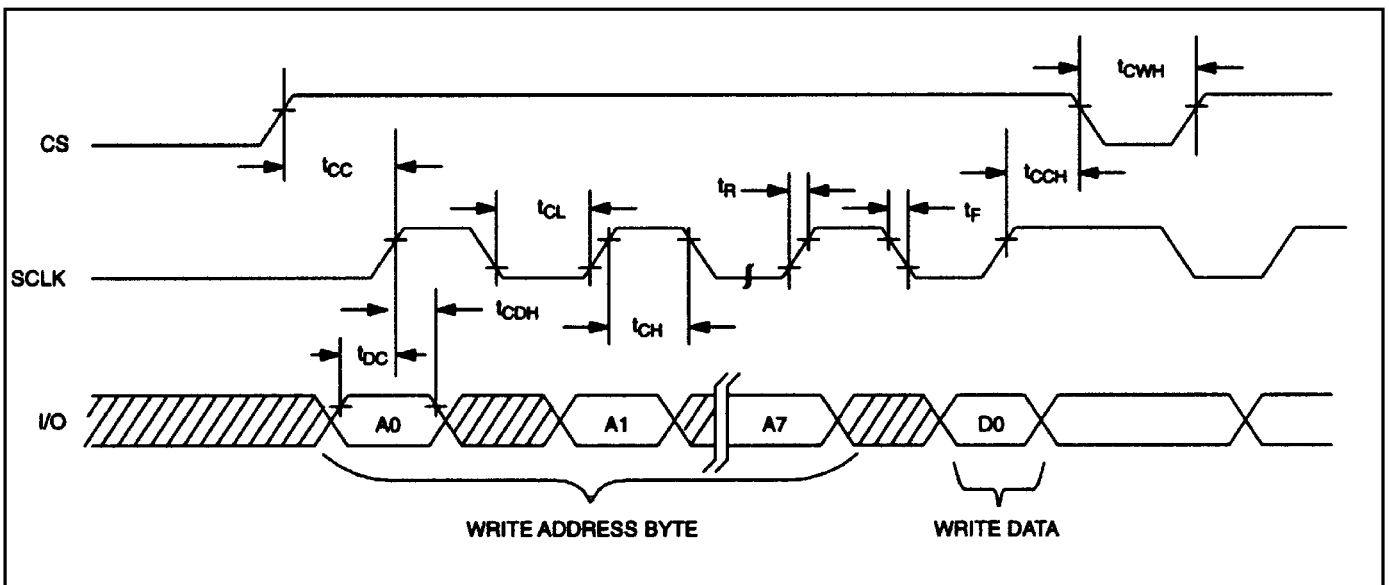 tCWH
CS
tCC
tCCH
tR
tCL
tF
SCLK
tCDH
tCH
tDC
I/O
A0
A1
A7
D0
WRITE ADDRESS BYTE
WRITE DATA